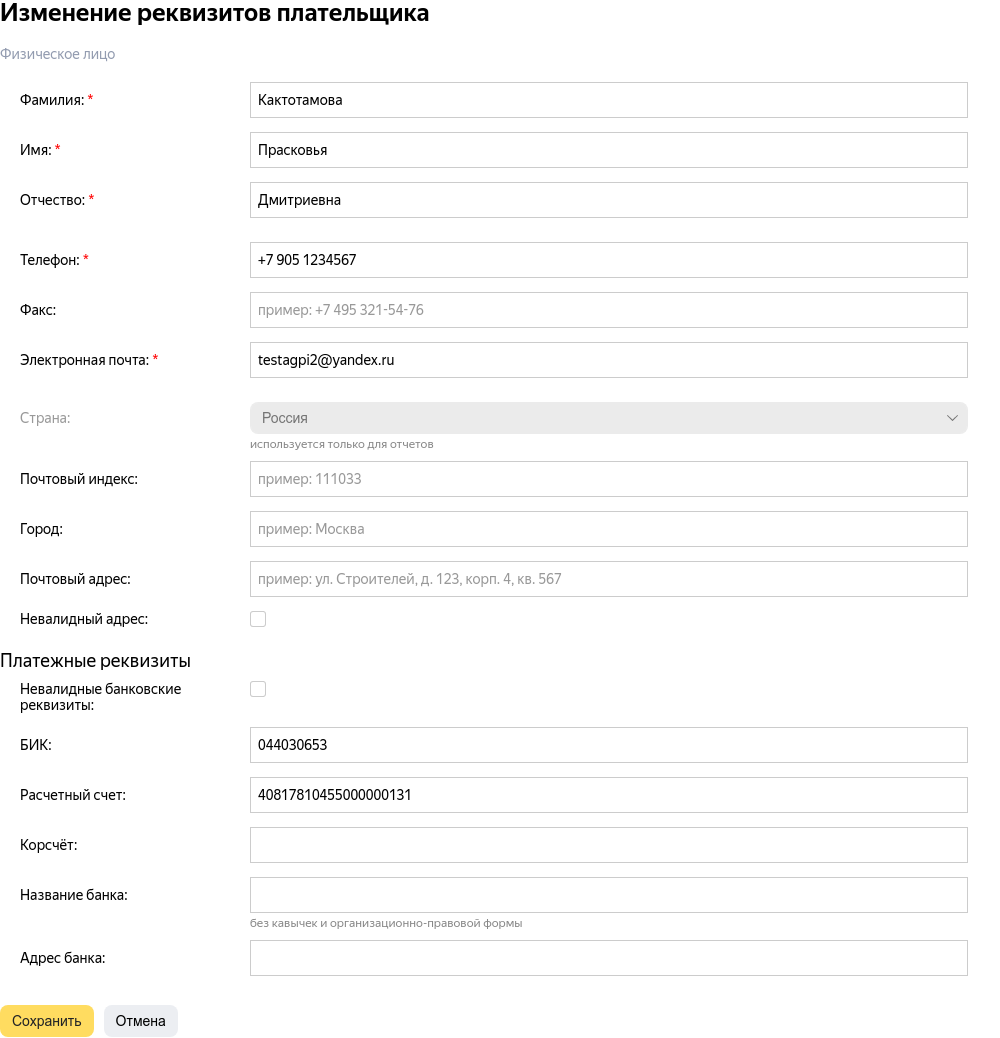 Изменение реквизитов плательщика
Физическое лицо
Фамилия: * Кактотамова
Имя: * Прасковья
Отчество: * Дмитриевна
Телефон: * +7 905 1234567
Факс: пример: +7 495 321-54-76
Электронная почта: * testagpi2@yandex.ru
Страна: Россия
используется только для отчетов
Почтовый индекс: пример: 111033
Город: пример: Москва
Почтовый адрес: пример: ул. Строителей, д. 123, корп. 4, кв. 567
Невалидный адрес:
Платежные реквизиты
Невалидные банковские
реквизиты:
БИК: 044030653
Расчетный счет: 40817810455000000131
Корсчёт:
Название банка:
без кавычек и организационно-правовой формы
Адрес банка:
Сохранить Отмена